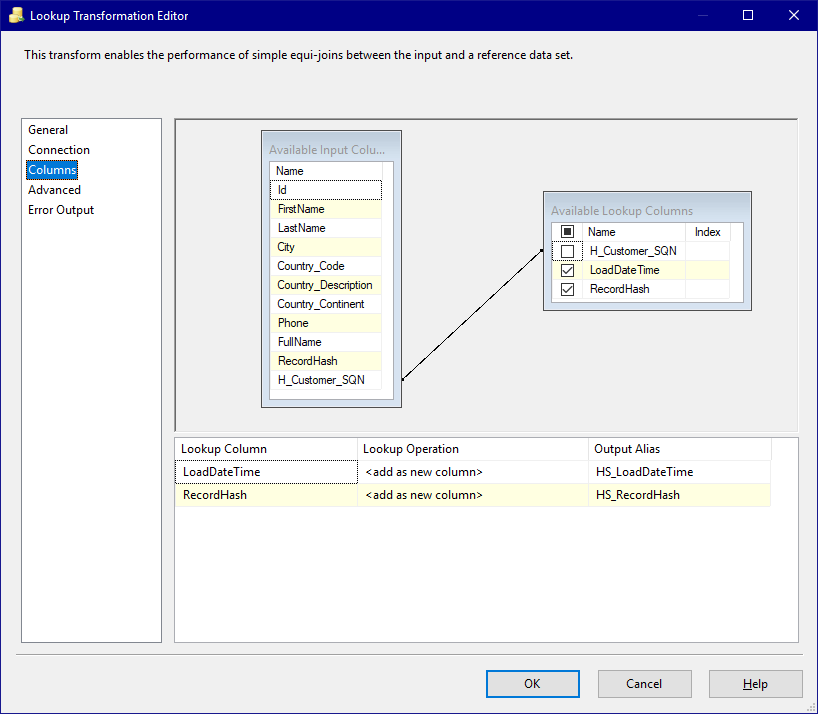 Lookup Transformation Editor
This transform enables the performance of simple equi-joins between the input and a reference data set.
General
Connection
Columns
Advanced
Error Output
Available Input Colu...
Name
Id
FirstName
LastName
City
Country_Code
Country_Description
Country_Continent
Phone
FullName
RecordHash
H_Customer_SQN
Available Lookup Columns
Name Index
H_Customer_SQN
LoadDateTime
RecordHash
Lookup Column Lookup Operation Output Alias
LoadDateTime <add as new column> HS_LoadDateTime
RecordHash <add as new column> HS_RecordHash
OK Cancel Help